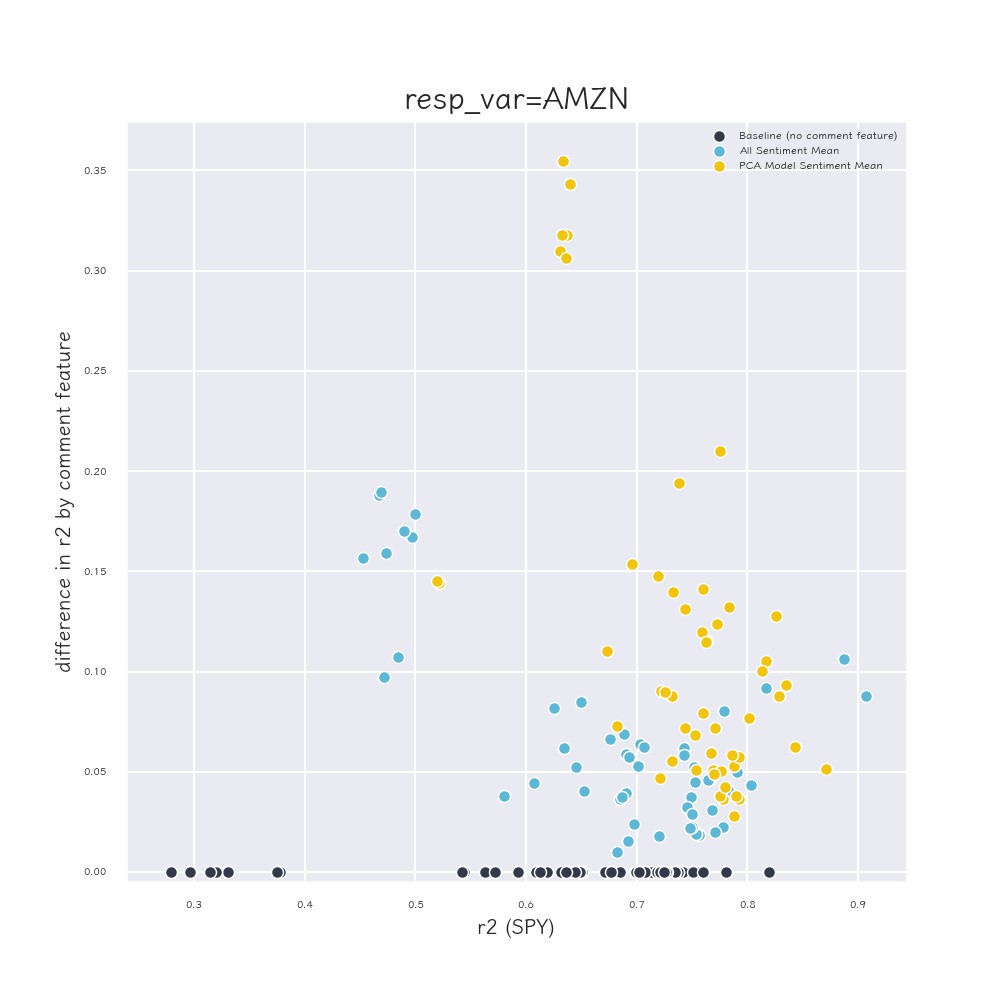 resp_var=AMZN
Baseline (no comment feature)
All Sentiment Mean
PCA Model Sentiment Mean
difference in r2 by comment feature
0.35
0.30
0.25
0.20
0.15
0.10
0.05
0.00
0.3 0.4 0.5 0.6 0.7 0.8 0.9
r2 (SPY)